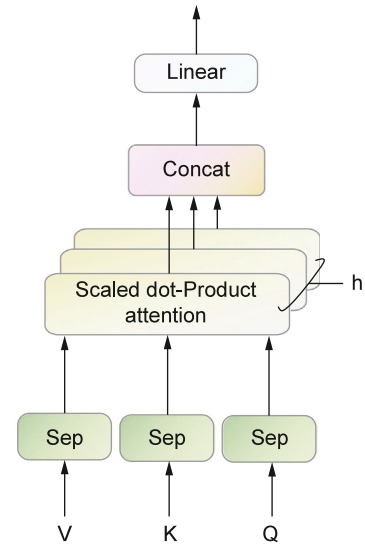 Linear
Concat
Scaled dot-Product
attention
h
Sep Sep Sep
V K Q